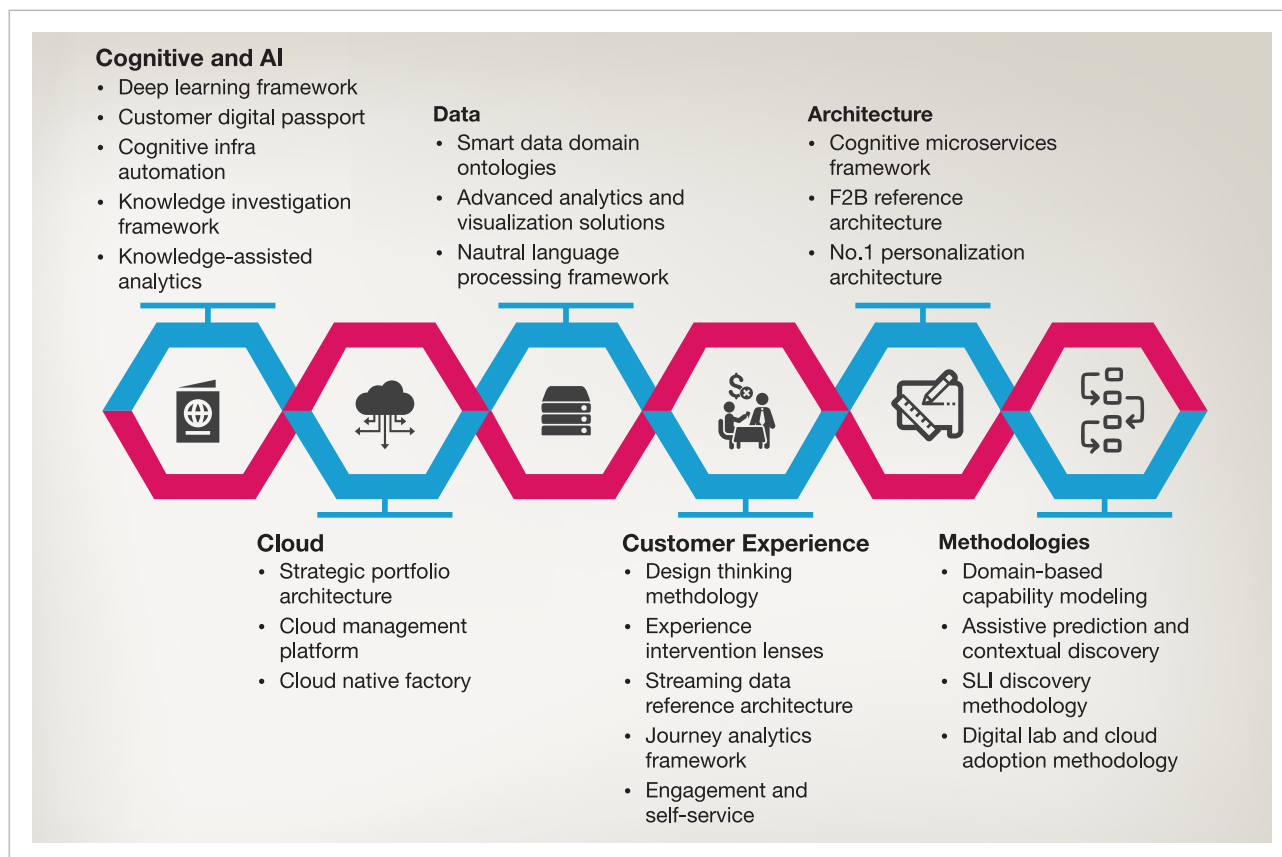 Cognitive and AI
• Deep learning framework
• Customer digital passport
• Cognitive infra
automation
• Knowledge investigation
framework
• Knowledge-assisted
analytics
Data
• Smart data domain
ontologies
• Advanced analytics and
visualization solutions
• Nautral language
processing framework
Architecture
• Cognitive microservices
framework
• F2B reference
architecture
• No.1 personalization
architecture
Cloud
• Strategic portfolio
architecture
• Cloud management
platform
• Cloud native factory
Customer Experience
• Design thinking
methdology
• Experience
intervention lenses
• Streaming data
reference architecture
• Journey analytics
framework
• Engagement and
self-service
Methodologies
• Domain-based
capability modeling
• Assistive prediction and
contextual discovery
• SLI discovery
methodology
• Digital lab and cloud
adoption methodology